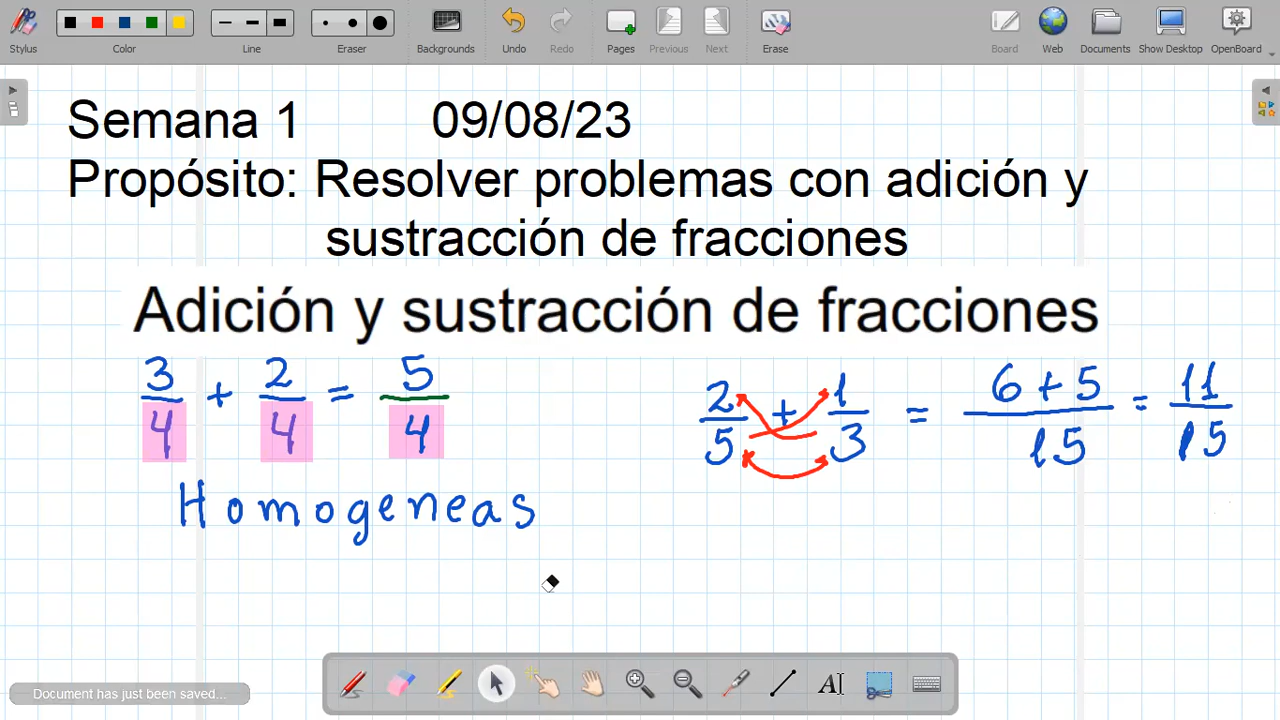 Stylus Color Line Eraser Backgrounds Undo Redo Pages Previous Next Erase Board Web Documents Show Desktop OpenBoard
Semana 1 09/08/23
Propósito: Resolver problemas con adición y
sustracción de fracciones
Adición y sustracción de fracciones
3/4 + 2/4 = 5/4
2/5 + 1/3 = 6 + 5/15 = 11/15
Homogeneas
Document has just been saved...